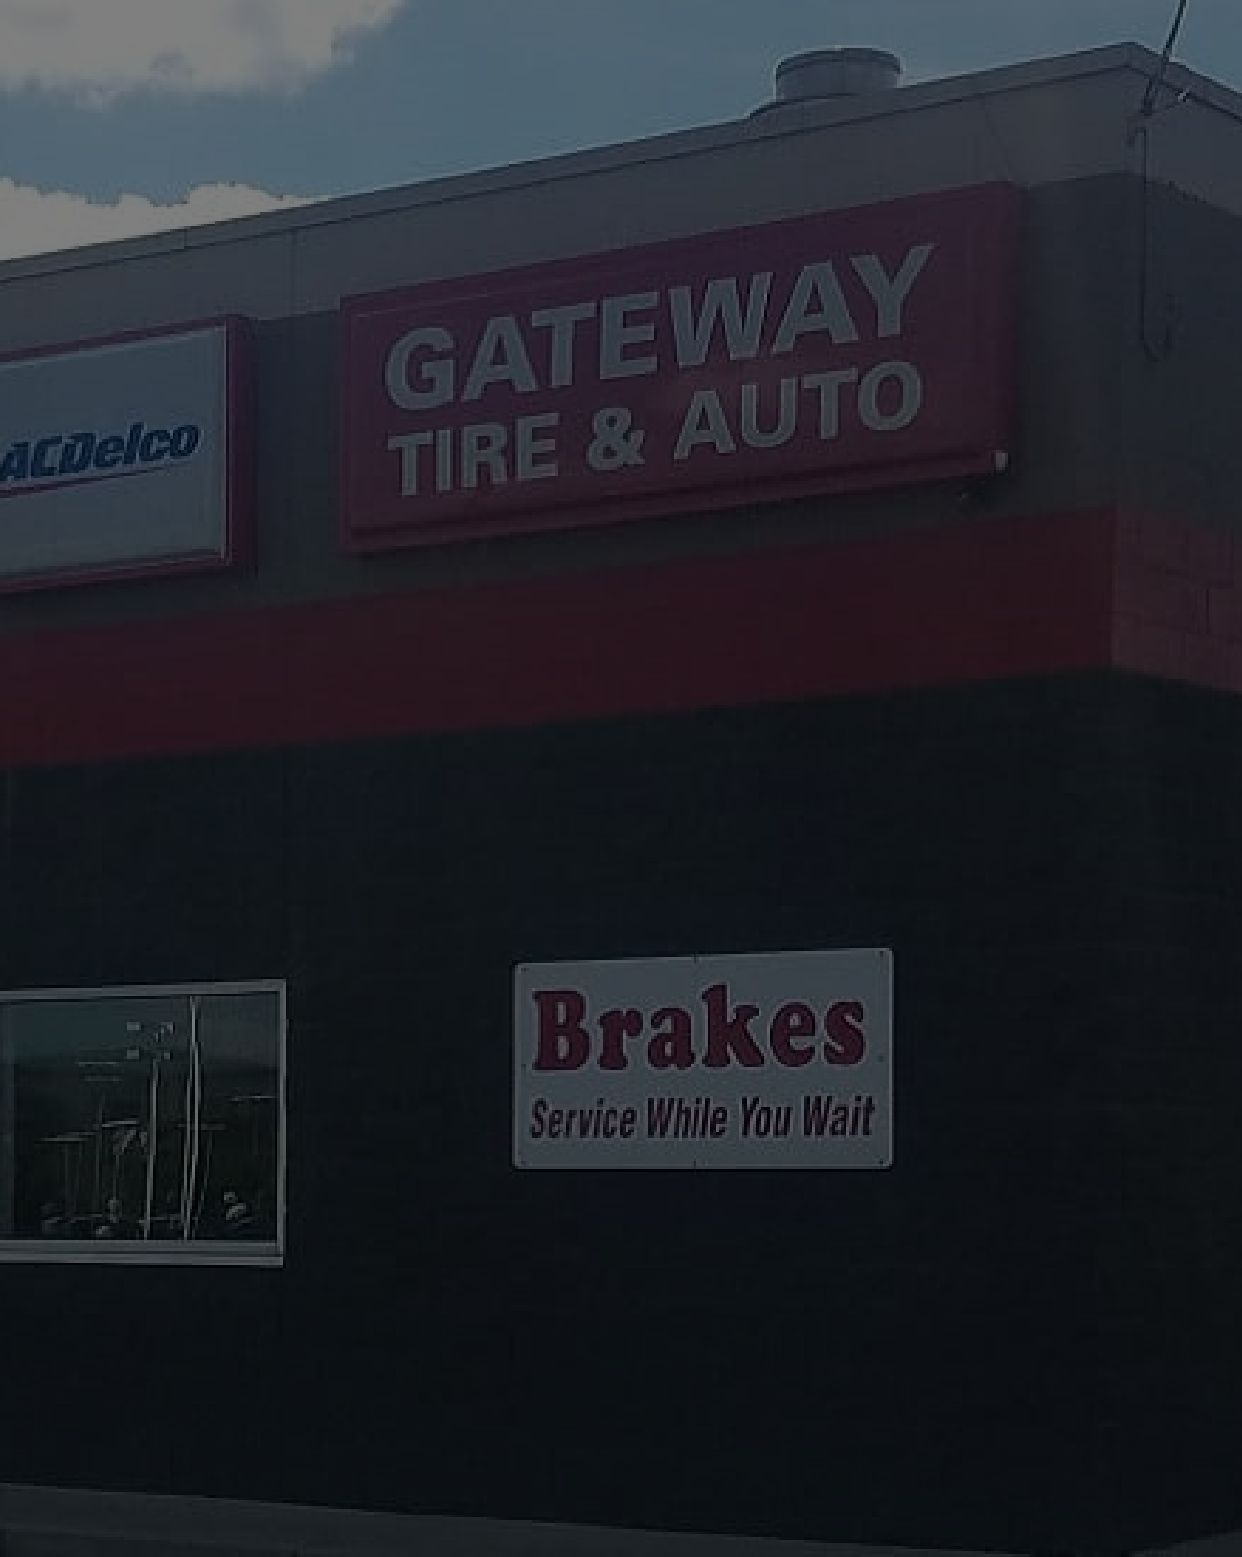 ACDelco
GATEWAY
TIRE & AUTO
Brakes
Service While You Wait